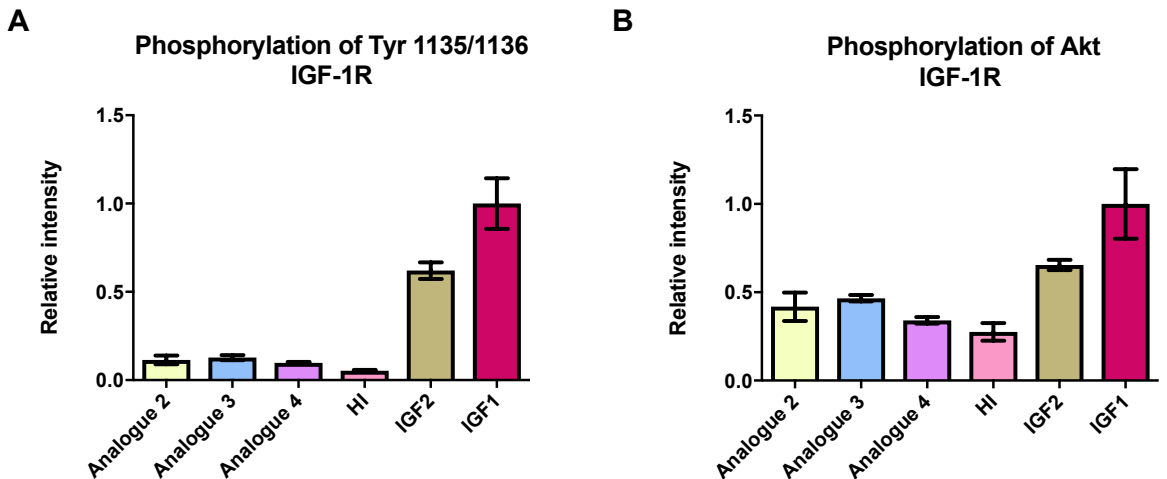 A
Phosphorylation of Tyr 1135/1136
IGF-1R
Relative intensity
1.5
1.0
0.5
0.0
Analogue 2
Analogue 3
Analogue 4
HI
IGF2
IGF1
B
Phosphorylation of Akt
IGF-1R
Relative intensity
1.5
1.0
0.5
0.0
Analogue 2
Analogue 3
Analogue 4
HI
IGF2
IGF1